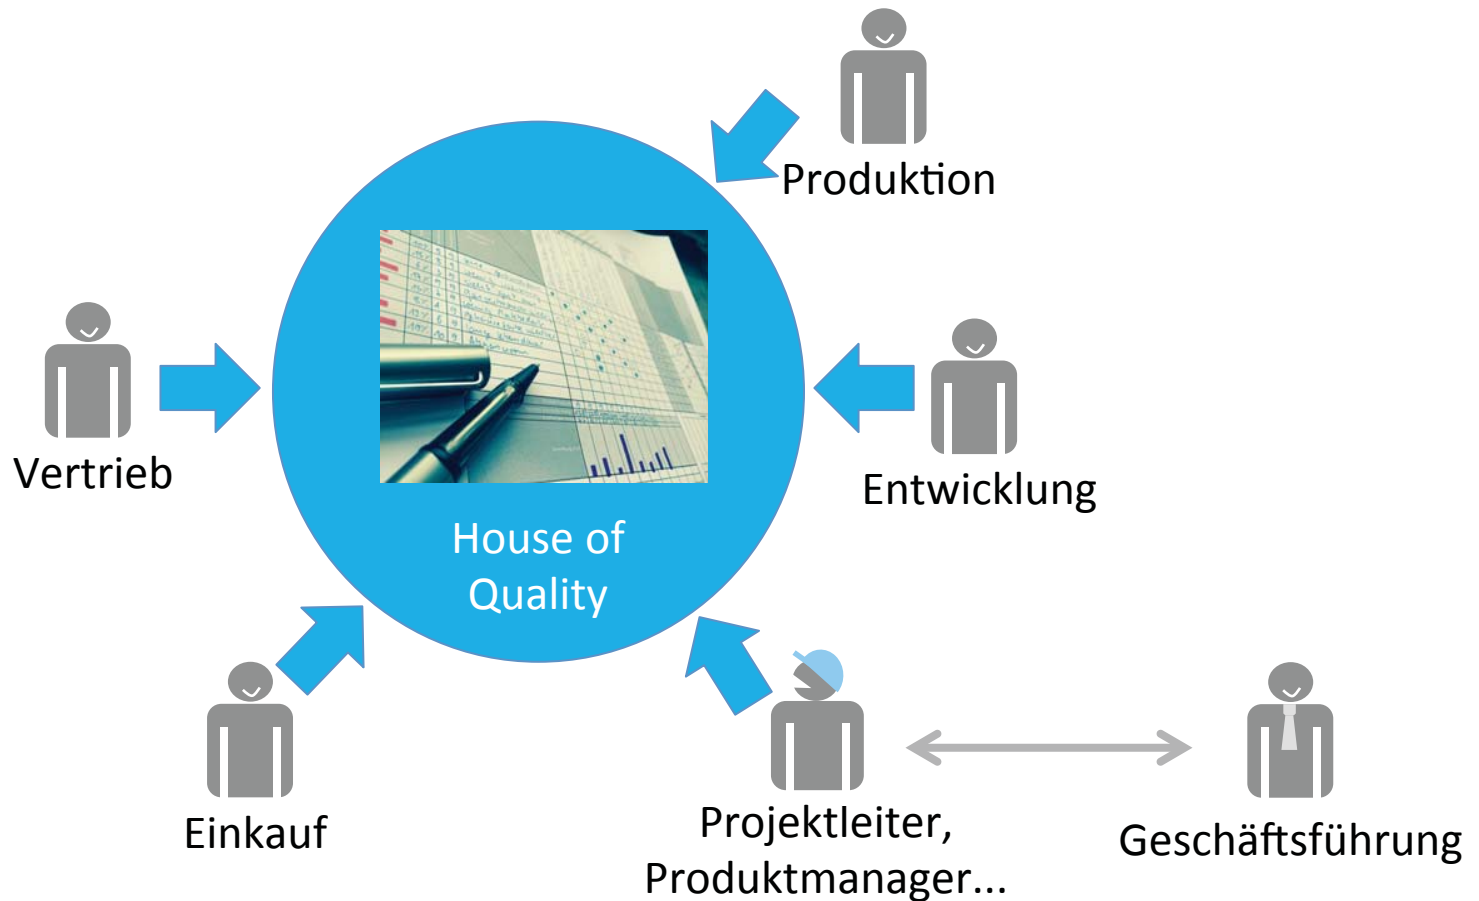 Produktion
Vertrieb
Entwicklung
House of
Quality
Einkauf
Projektleiter,
Produktmanager...
Geschäftsführung